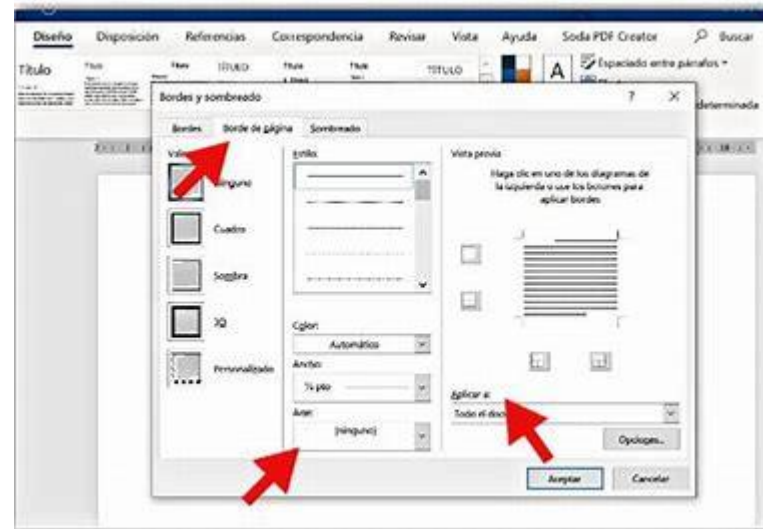 Diseño Disposición Referencias Correspondencia Revisar Vista Ayuda Soda PDF Creator Buscar
Título TÍTULO TÍTULO Espaciado entre párrafos
determinada
Bordes y sombreado ? X
Bordes Borde de página Sombreado
Estilo: Vista previa
Ninguno
Haga clic en uno de los diagramas de
la izquierda o use los botones para
aplicar bordes
Cuadro
Sombra
3D
Personalizado
Color:
Automático
Ancho:
½ pto
Arte:
(ninguno)
Aplicar a:
Todo el
Opciones...
Aceptar Cancelar